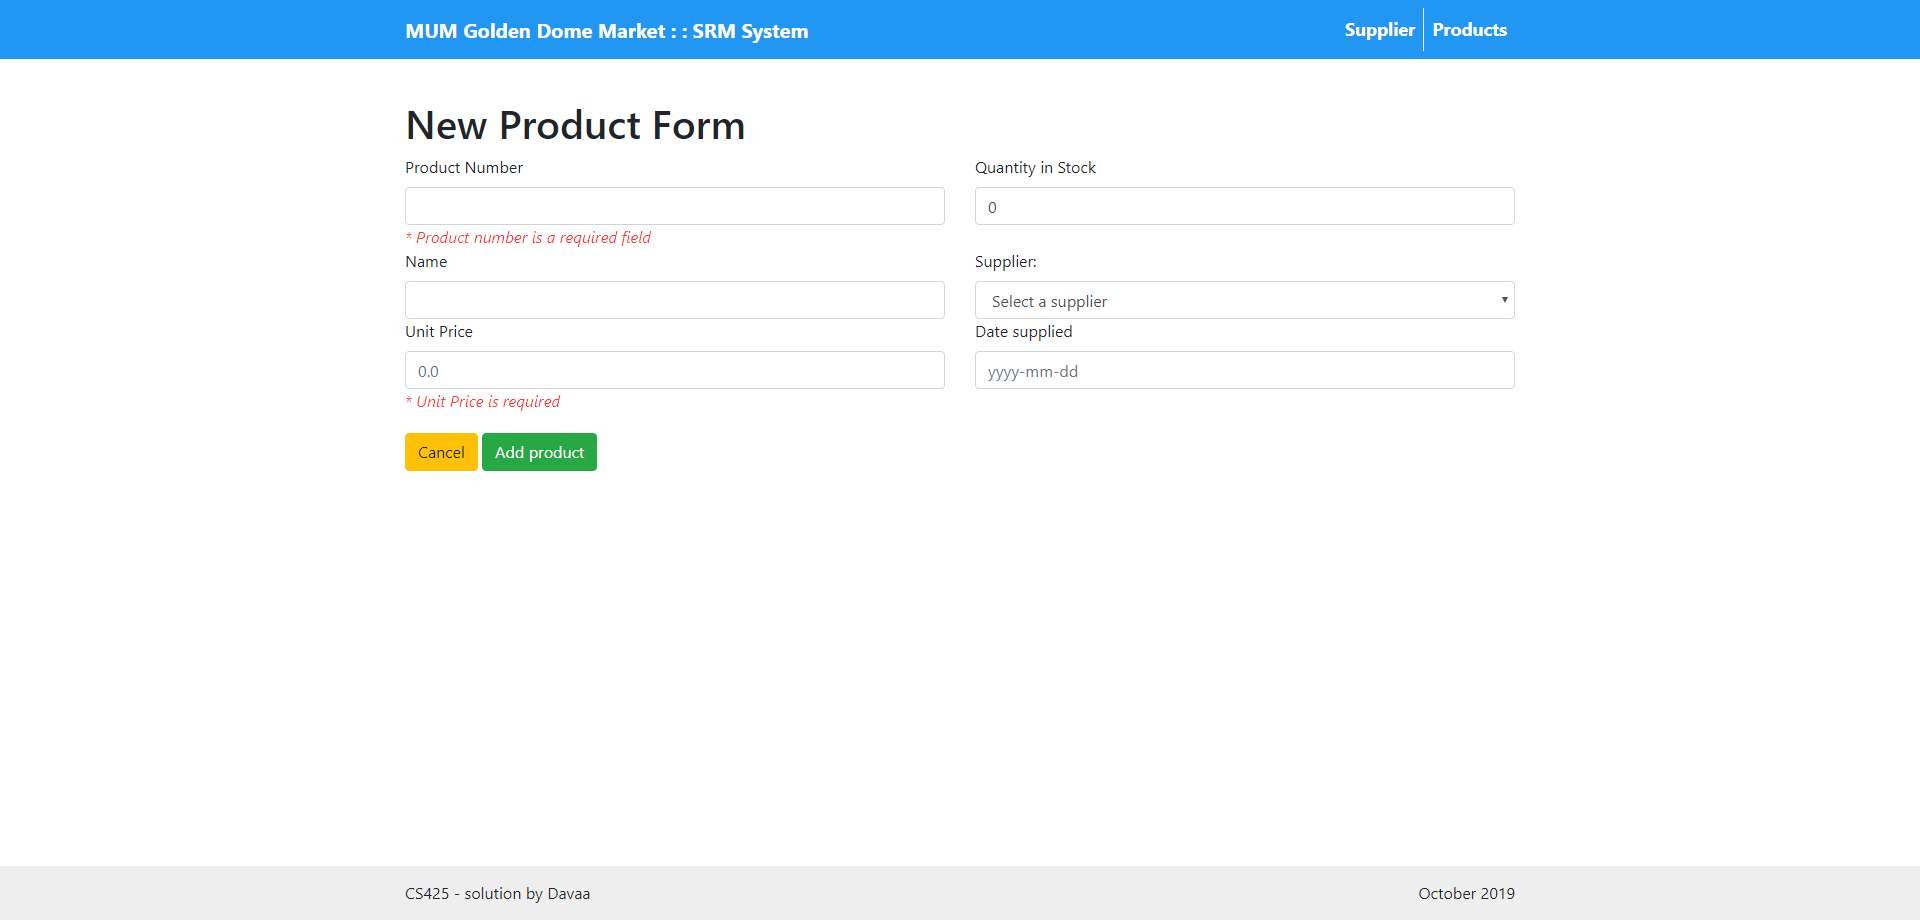 MUM Golden Dome Market : : SRM System
Supplier
Products
New Product Form
Product Number
Quantity in Stock
0
* Product number is a required field
Name
Supplier:
Select a supplier
Unit Price
Date supplied
0.0
yyyy-mm-dd
* Unit Price is required
Cancel
Add product
CS425 - solution by Davaa
October 2019